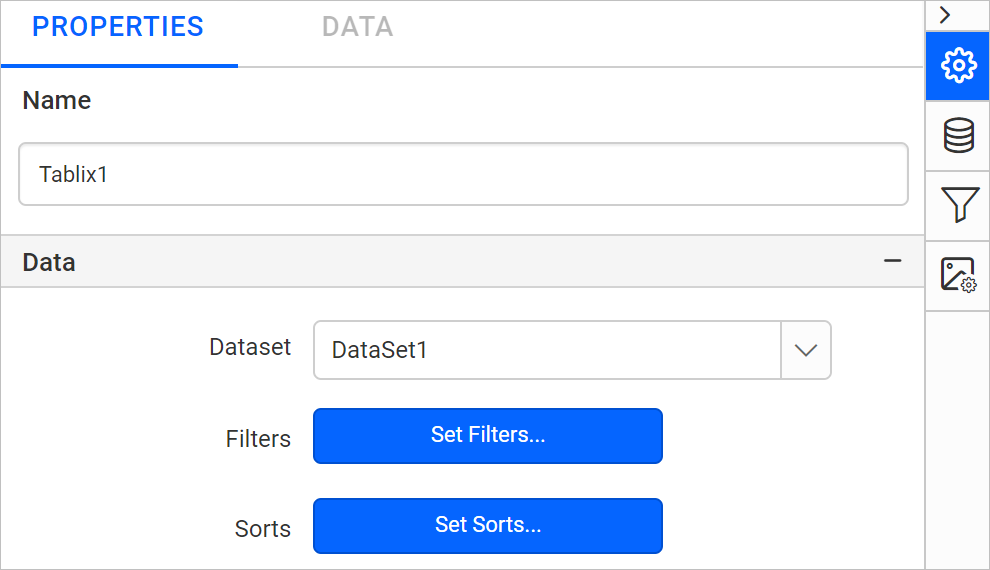 PROPERTIES DATA
Name
Tablix1
Data
Dataset DataSet1
Filters Set Filters...
Sorts Set Sorts...